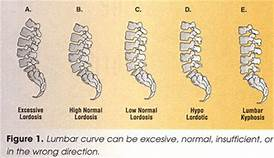 A.
B.
C.
D.
E.
Excessive
Lordosis
High Normal
Lordosis
Low Normal
Lordosis
Hypo
Lordotic
Lumbar
Kyphosis
Figure 1. Lumbar curve can be excesive, normal, insufficient, or
in the wrong direction.